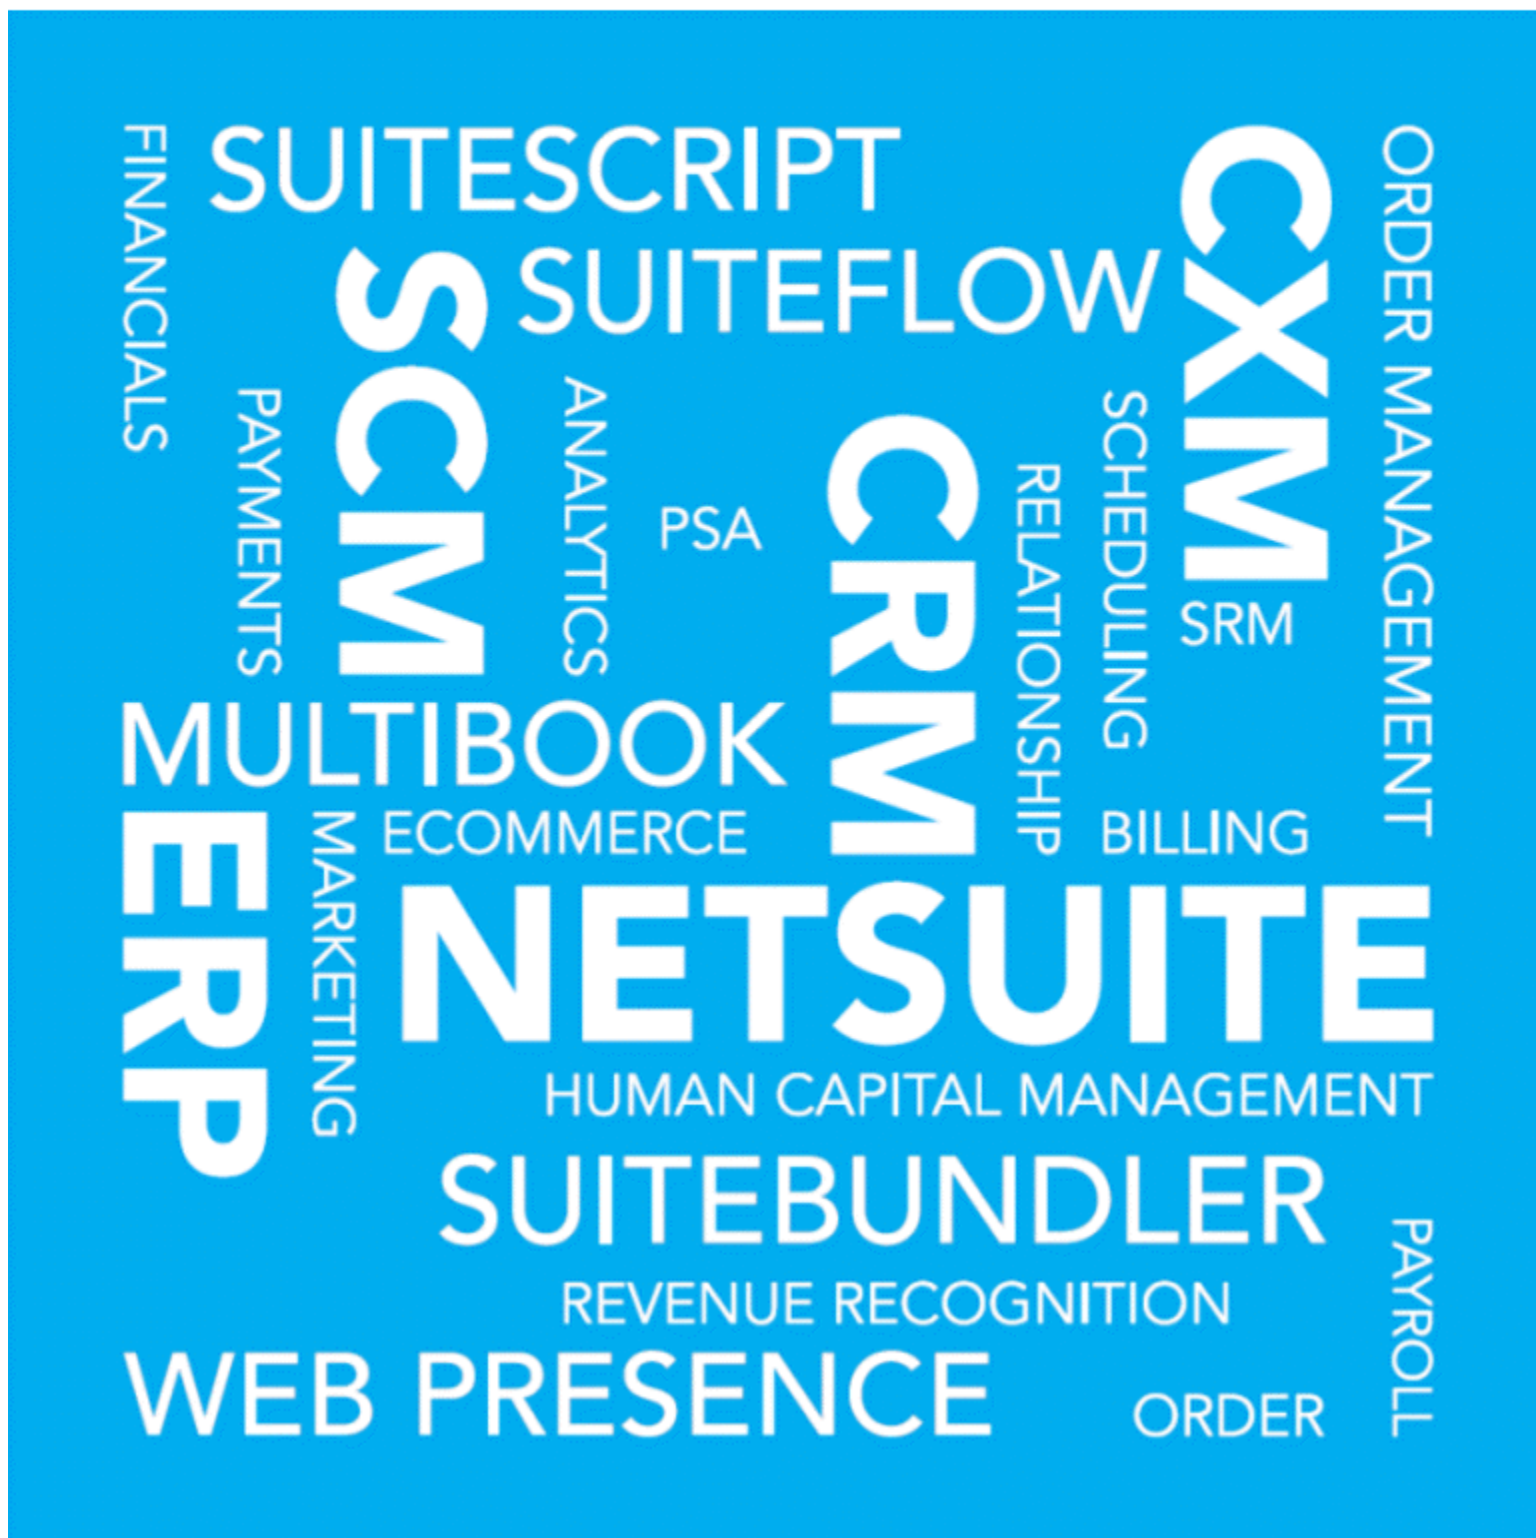 FINANCIALS
SUITESCRIPT
CXM
ORDER MANAGEMENT
SCM
SUITEFLOW
PAYMENTS
ANALYTICS
PSA
CRM
RELATIONSHIP
SCHEDULING
SRM
MULTIBOOK
ERP
MARKETING
ECOMMERCE
BILLING
NETSUITE
HUMAN CAPITAL MANAGEMENT
SUITEBUNDLER
REVENUE RECOGNITION
PAYROLL
WEB PRESENCE
ORDER